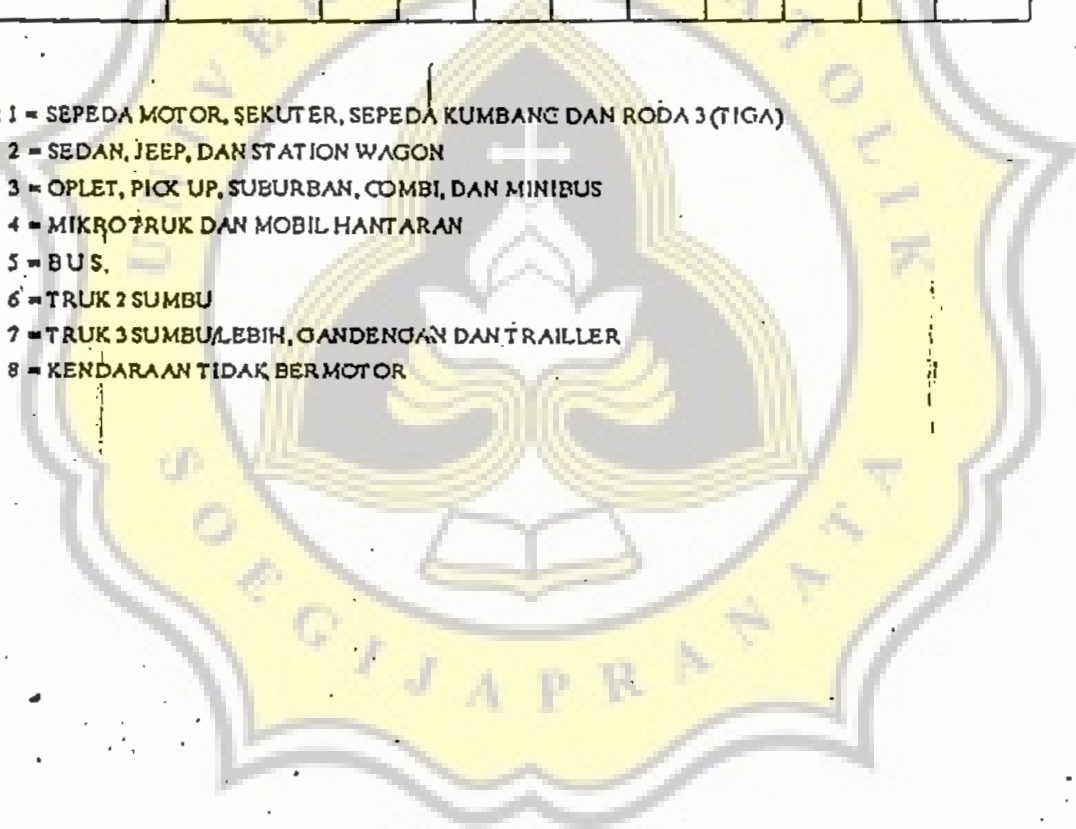 1 = SEPEDA MOTOR, SEKUTER, SEPEDA KUMBANG DAN RODA 3 (TIGA)
2 = SEDAN, JEEP, DAN STATION WAGON
3 = OPLET, PICK UP, SUBURBAN, COMBI, DAN MINIBUS
4 = MIKROTRUK DAN MOBIL HANTARAN
5 = BUS,
6 = TRUK 2 SUMBU
7 = TRUK 3 SUMBU/LEBIH, GANDENGAN DAN TRAILLER
8 = KENDARAAN TIDAK BERMOTOR
SOEGIJAPRANATA